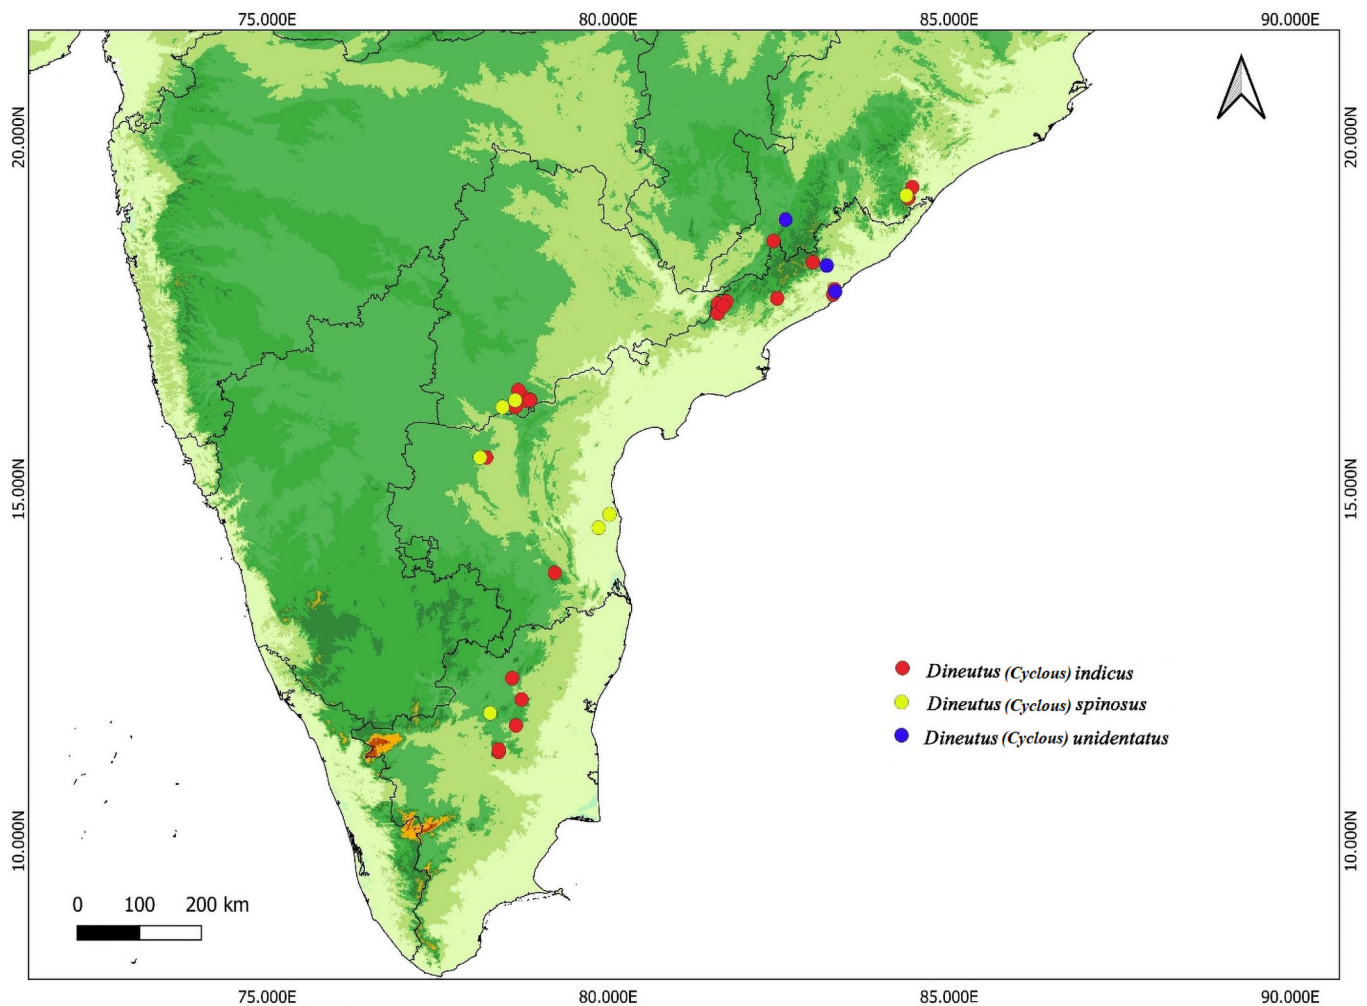 75.000E 80.000E 85.000E 90.000E
20.000N 20.000N
15.000N 15.000N
Dineutus (Cyclous) indicus
Dineutus (Cyclous) spinosus
Dineutus (Cyclous) unidentatus
10.000N 10.000N
0 100 200 km
75.000E 80.000E 85.000E 90.000E